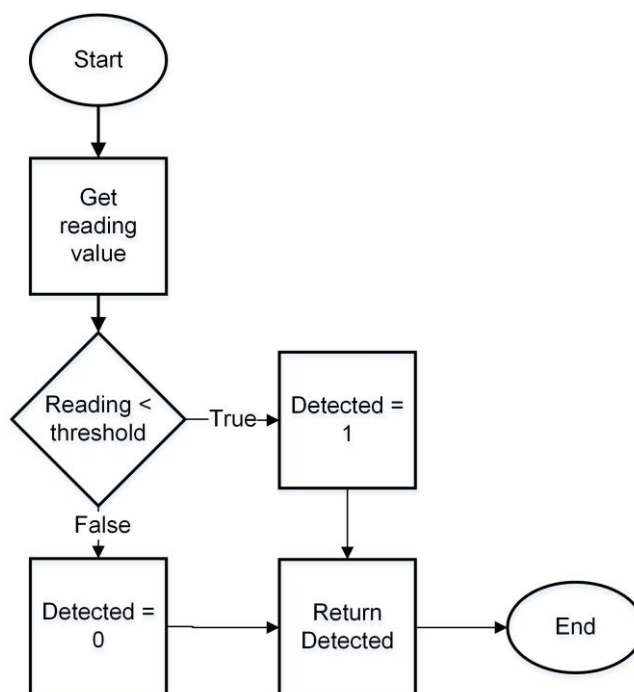 Start
Get
reading
value
Reading <
threshold
True
Detected =
1
False
Detected =
0
Return
Detected
End